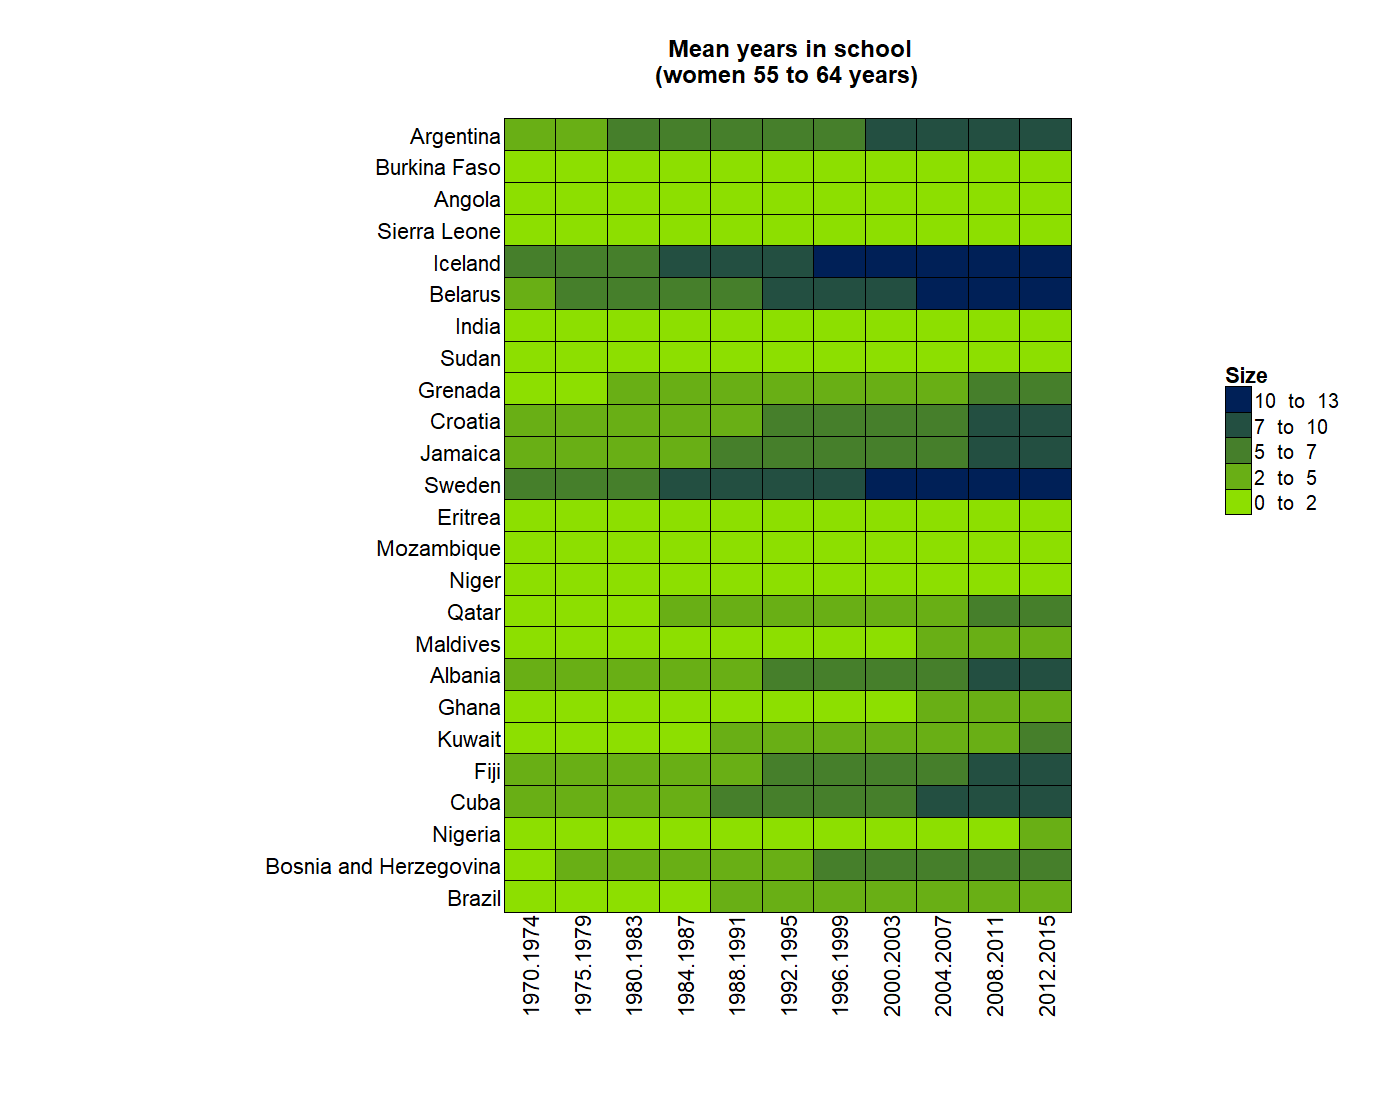 Mean years in school
(women 55 to 64 years)
Argentina
Burkina Faso
Angola
Sierra Leone
Iceland
Belarus
India
Sudan
Grenada
Croatia
Jamaica
Sweden
Eritrea
Mozambique
Niger
Qatar
Maldives
Albania
Ghana
Kuwait
Fiji
Cuba
Nigeria
Bosnia and Herzegovina
Brazil
1970.1974
1975.1979
1980.1983
1984.1987
1988.1991
1992.1995
1996.1999
2000.2003
2004.2007
2008.2011
2012.2015
Size
10 to 13
7 to 10
5 to 7
2 to 5
0 to 2